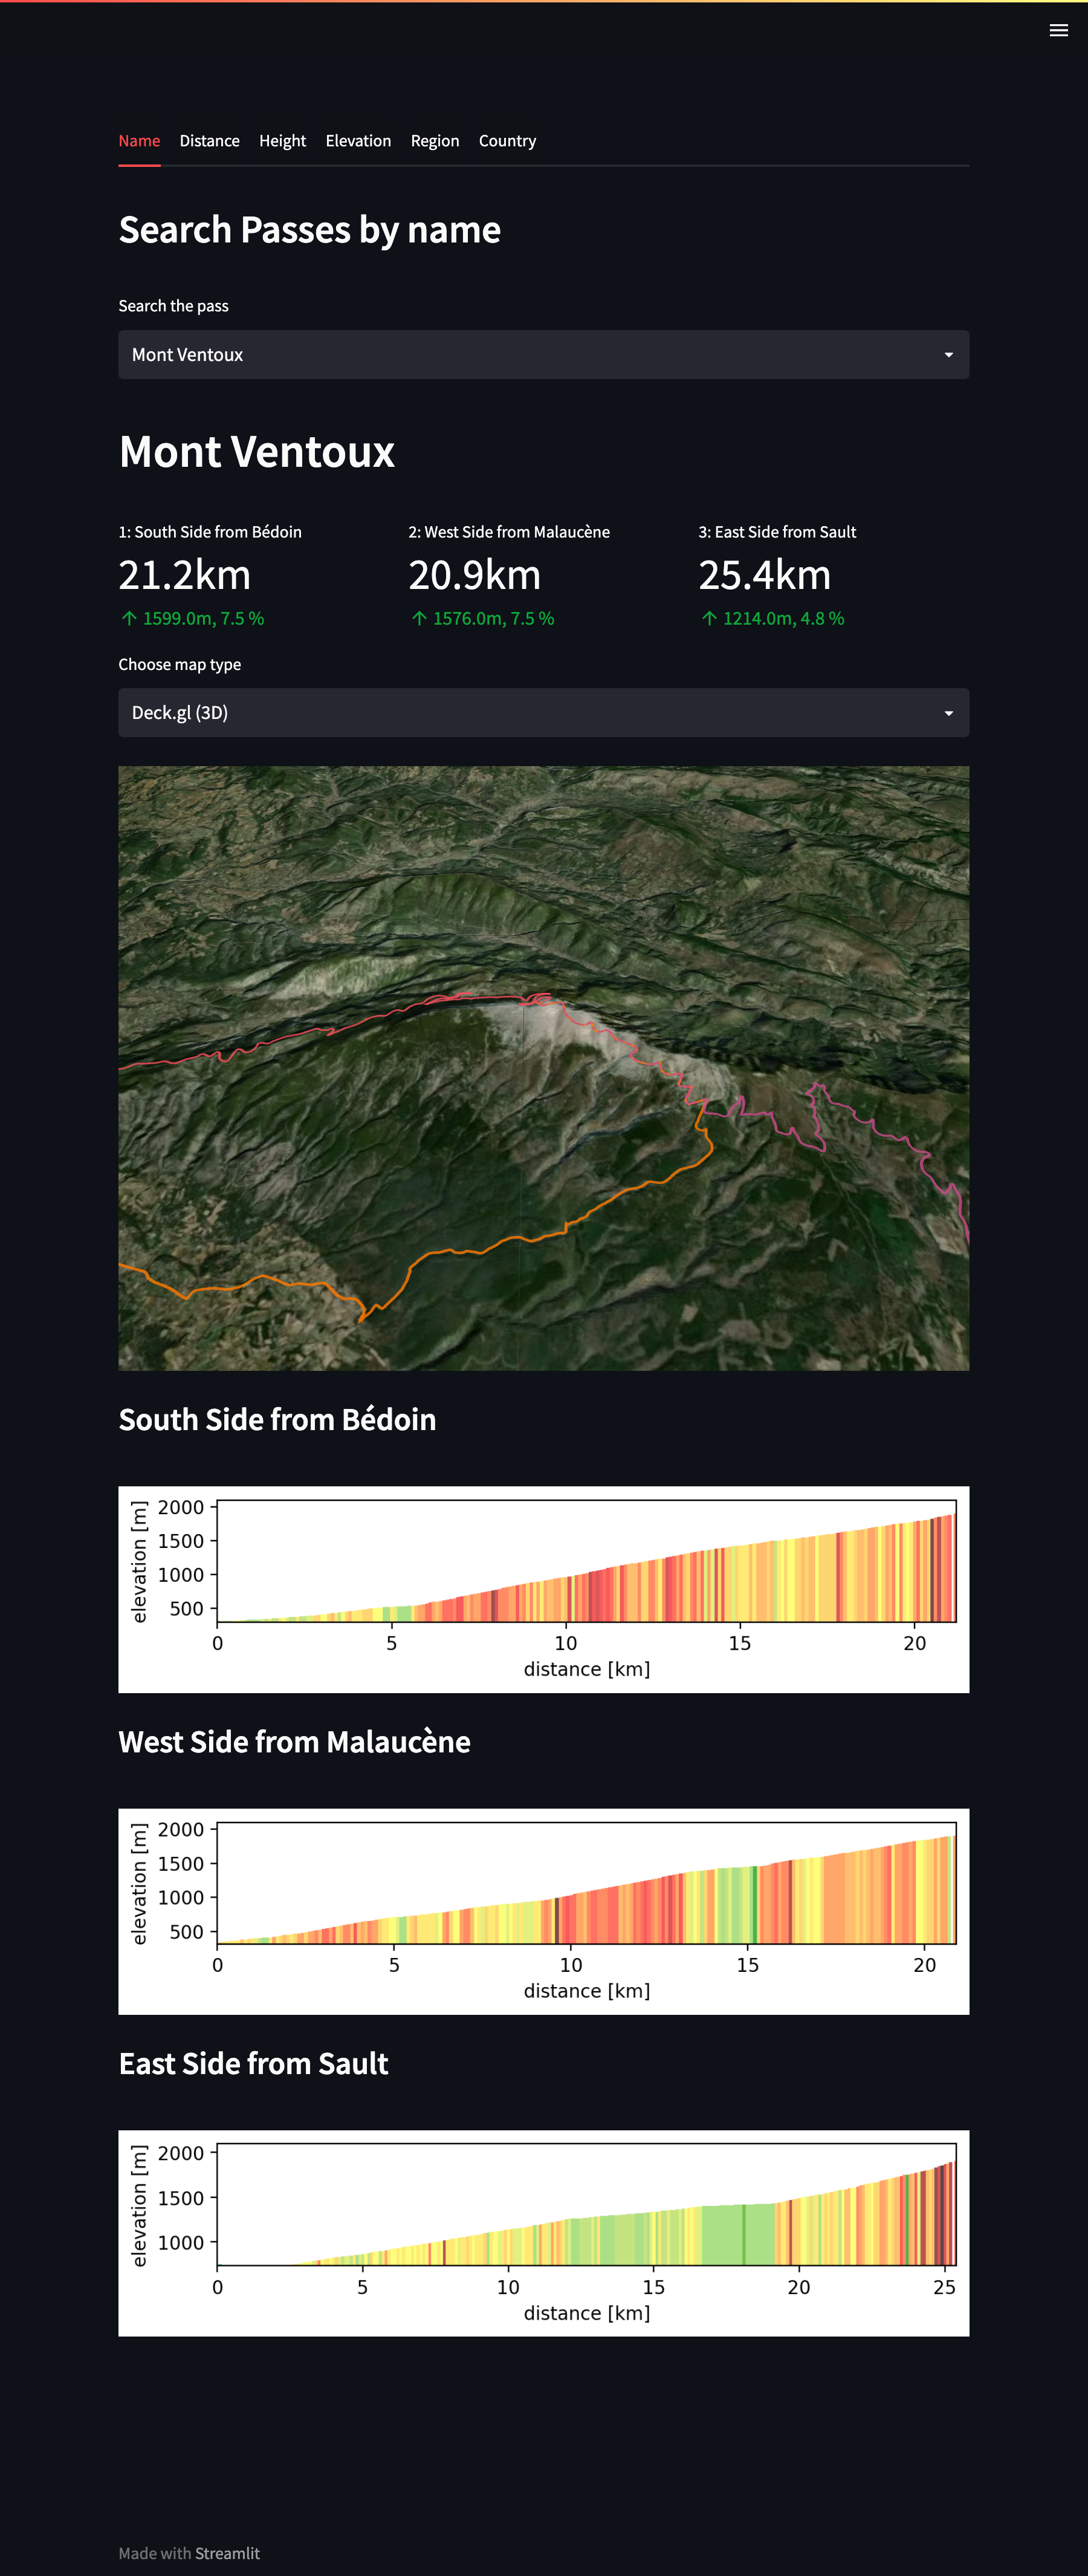 Name Distance Height Elevation Region Country
Search Passes by name
Search the pass
Mont Ventoux
Mont Ventoux
1: South Side from Bédoin
21.2km
↑ 1599.0m, 7.5 %
2: West Side from Malaucène
20.9km
↑ 1576.0m, 7.5 %
3: East Side from Sault
25.4km
↑ 1214.0m, 4.8 %
Choose map type
Deck.gl (3D)
South Side from Bédoin
elevation [m]
2000
1500
1000
500
0 5 10 15 20
distance [km]
West Side from Malaucène
elevation [m]
2000
1500
1000
500
0 5 10 15 20
distance [km]
East Side from Sault
elevation [m]
2000
1500
1000
0 5 10 15 20 25
distance [km]
Made with Streamlit